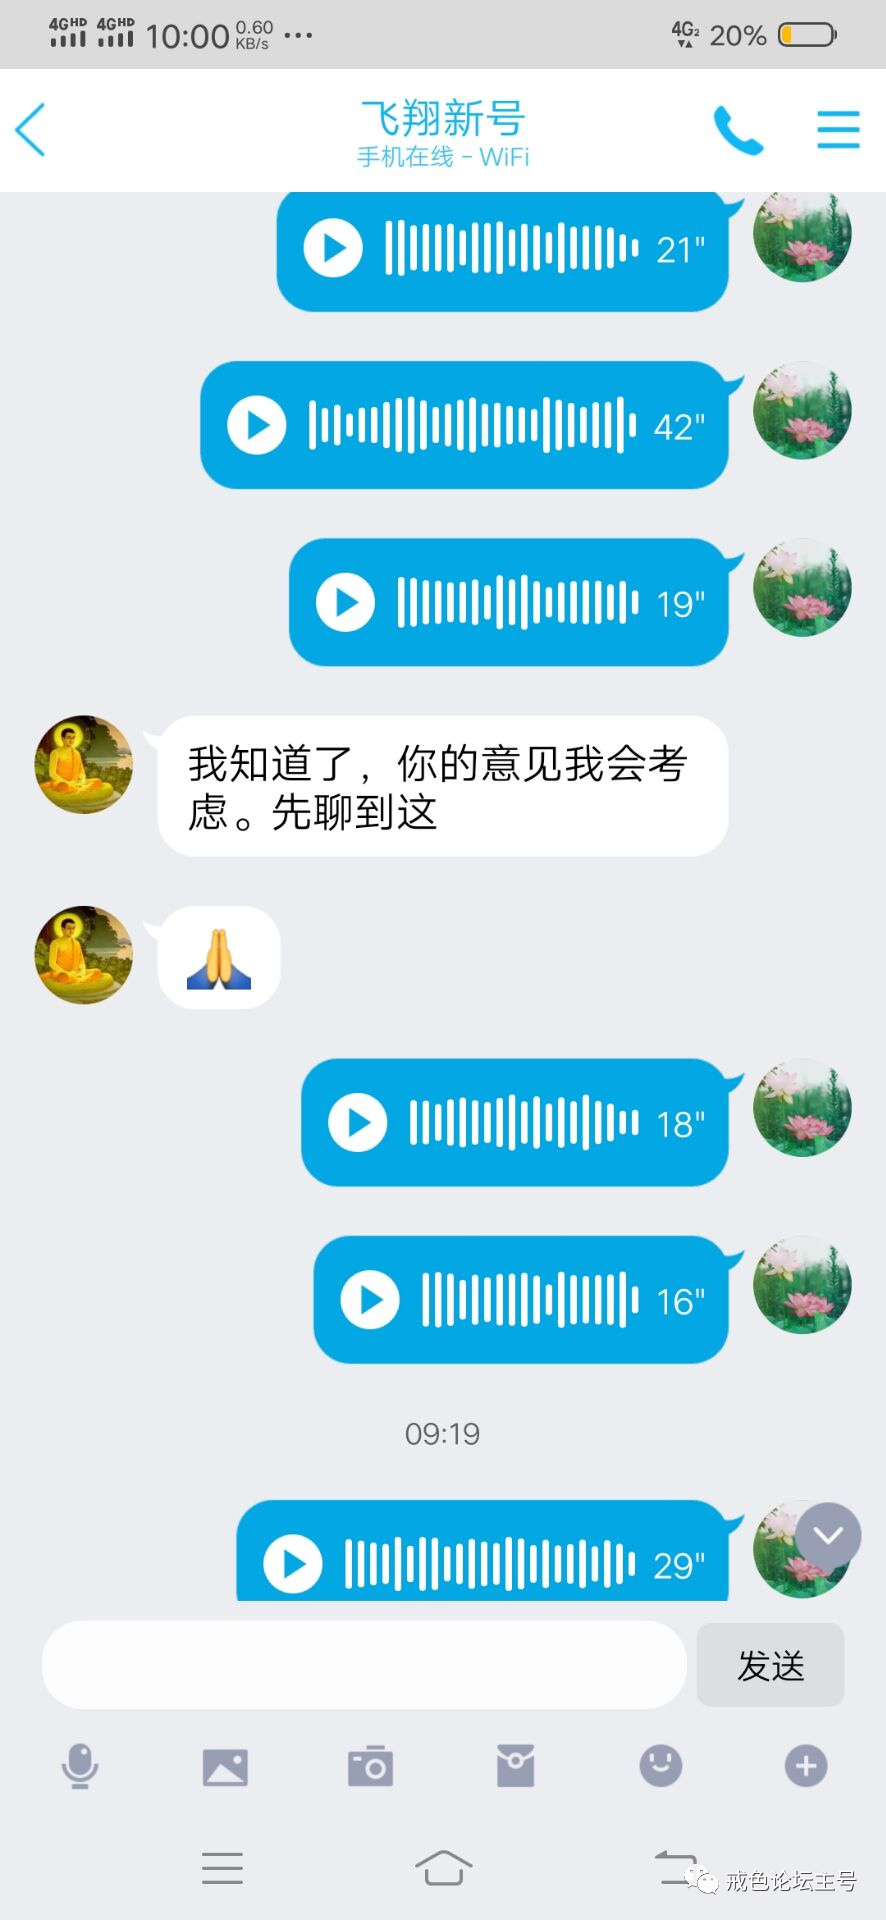 4GHD 4GHD 10:00 0.60 KB/s ... 4G2 20%
飞翔新号
手机在线 - WiFi
21"
42"
19"
我知道了，你的意见我会考
虑。先聊到这
18"
16"
09:19
29"
发送
戒色论坛主号